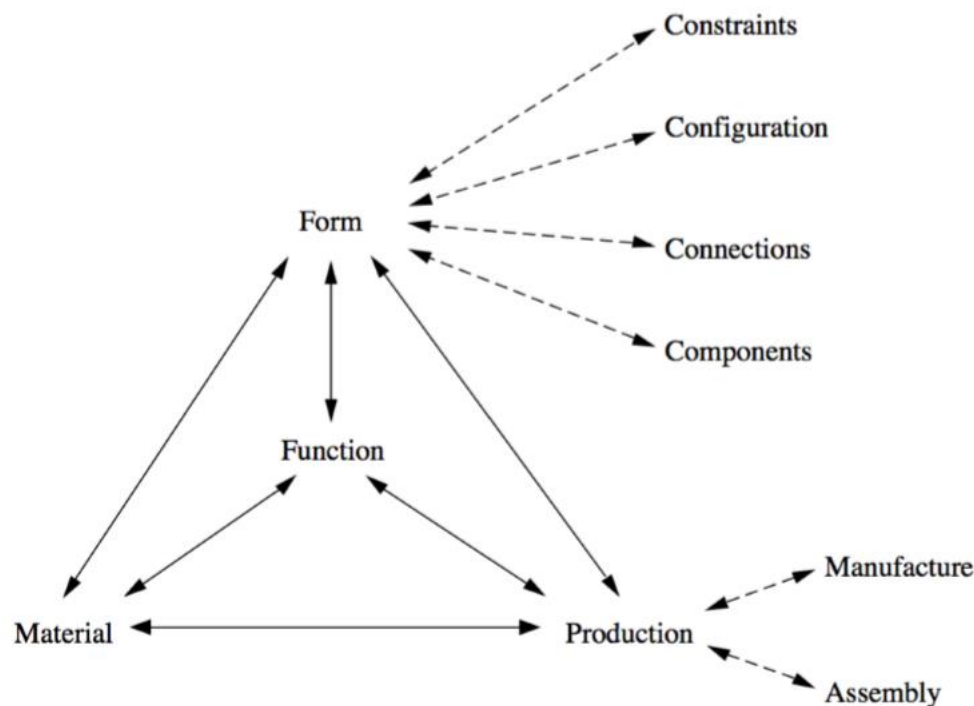 Constraints
Configuration
Form
Connections
Components
Function
Manufacture
Material
Production
Assembly